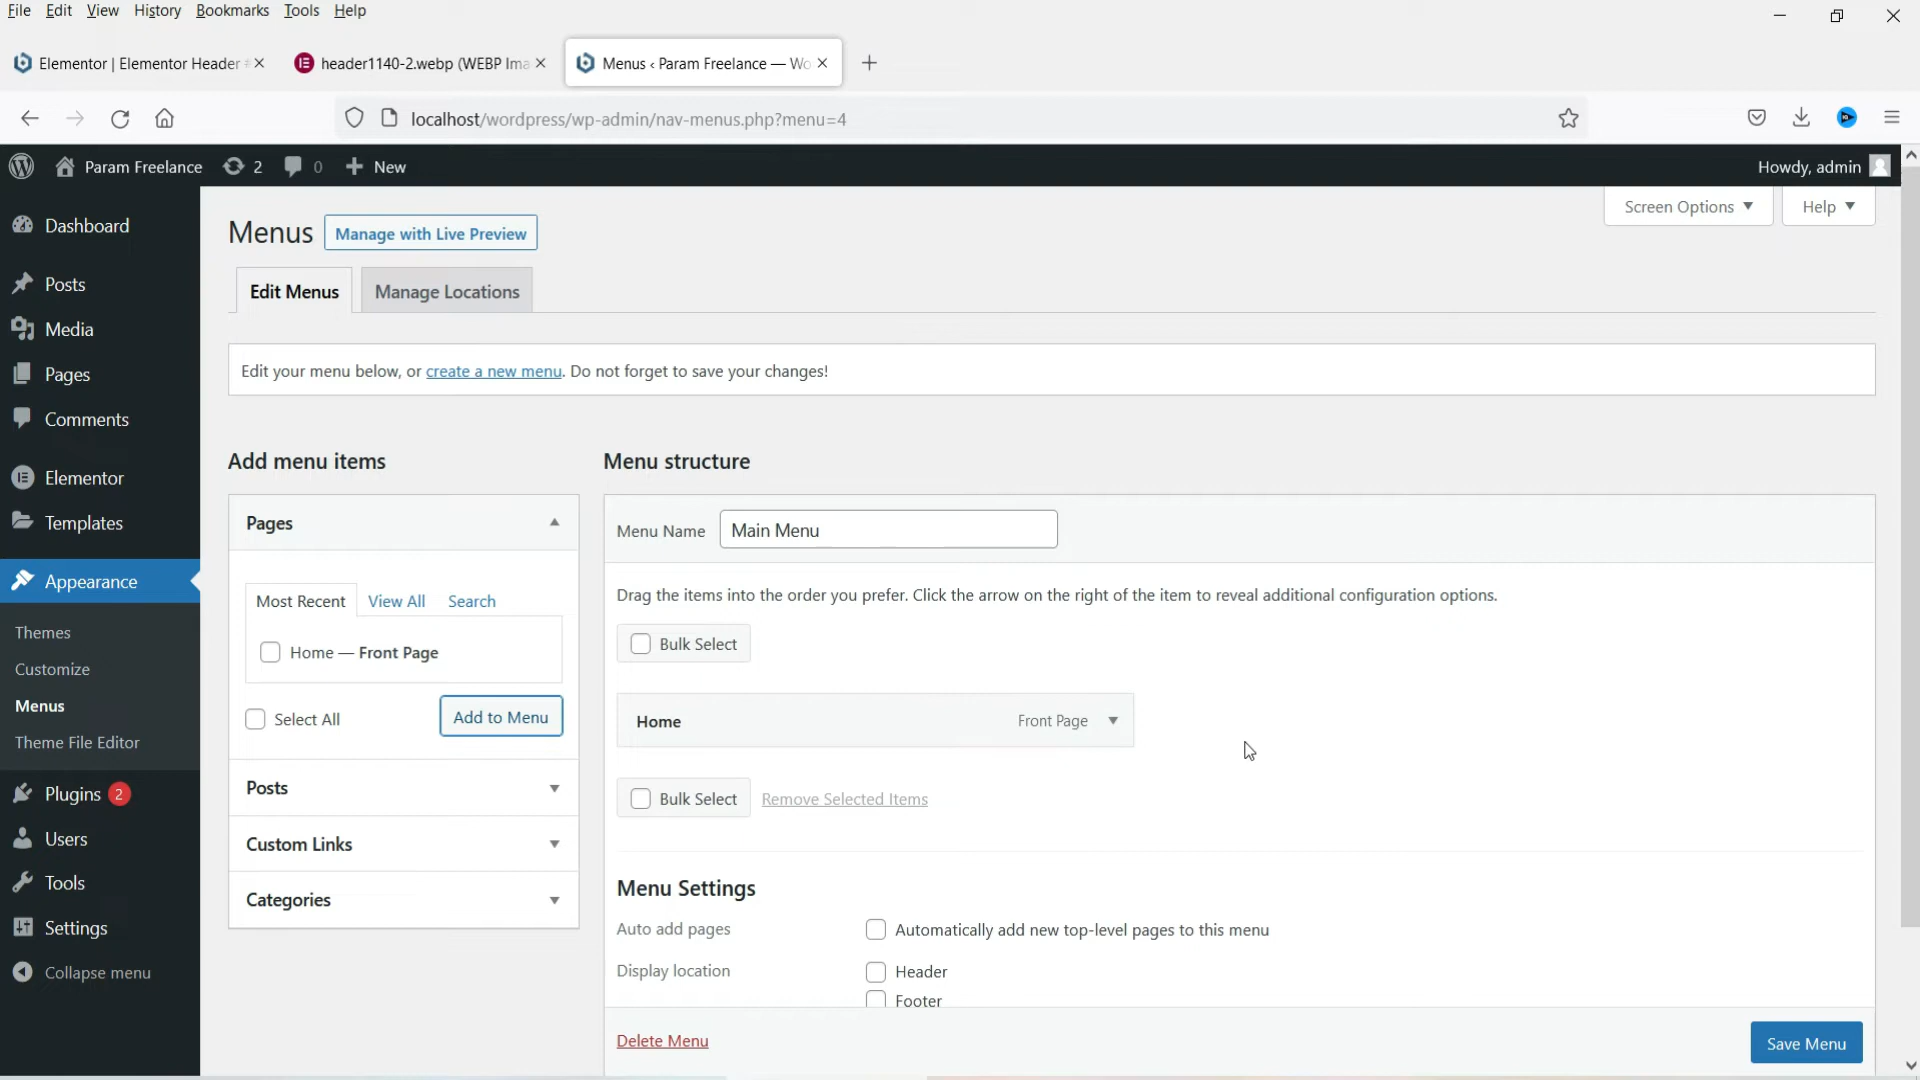 File Edit View History Bookmarks Tools Help
Elementor | Elementor Header
header1140-2.webp (WEBP Ima
Menus ‹ Param Freelance — Wo
localhost/wordpress/wp-admin/nav-menus.php?menu=4
Param Freelance 2 0 New
Howdy, admin
Screen Options Help
Dashboard
Posts
Media
Pages
Comments
Elementor
Templates
Appearance
Themes
Customize
Menus
Theme File Editor
Plugins 2
Users
Tools
Settings
Collapse menu
Menus Manage with Live Preview
Edit Menus Manage Locations
Edit your menu below, or create a new menu. Do not forget to save your changes!
Add menu items
Pages
Most Recent View All Search
Home — Front Page
Select All Add to Menu
Posts
Custom Links
Categories
Menu structure
Menu Name Main Menu
Drag the items into the order you prefer. Click the arrow on the right of the item to reveal additional configuration options.
Bulk Select
Home Front Page
Bulk Select Remove Selected Items
Menu Settings
Auto add pages Automatically add new top-level pages to this menu
Display location Header
Footer
Delete Menu Save Menu